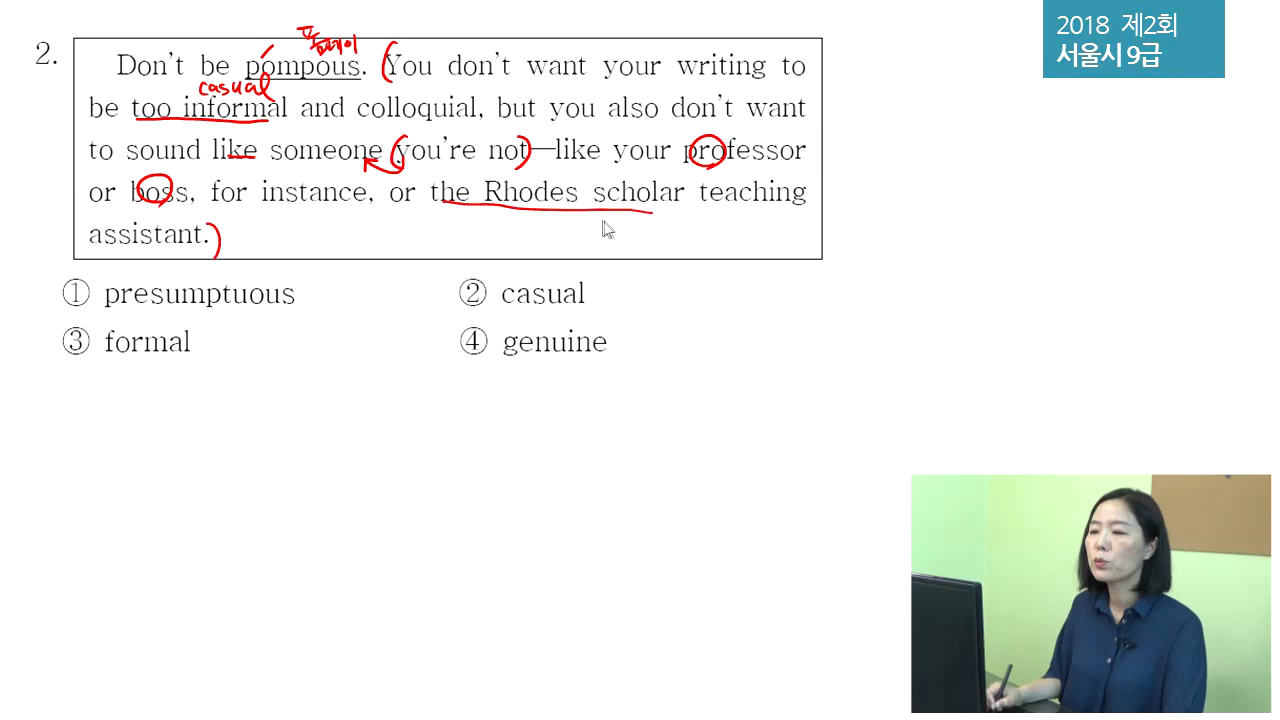 2018 제2회
서울시 9급
2.
Don't be pompous. You don't want your writing to
casual
be too informal and colloquial, but you also don't want
to sound like someone you're not—like your professor
or boss, for instance, or the Rhodes scholar teaching
assistant.
① presumptuous ② casual
③ formal ④ genuine